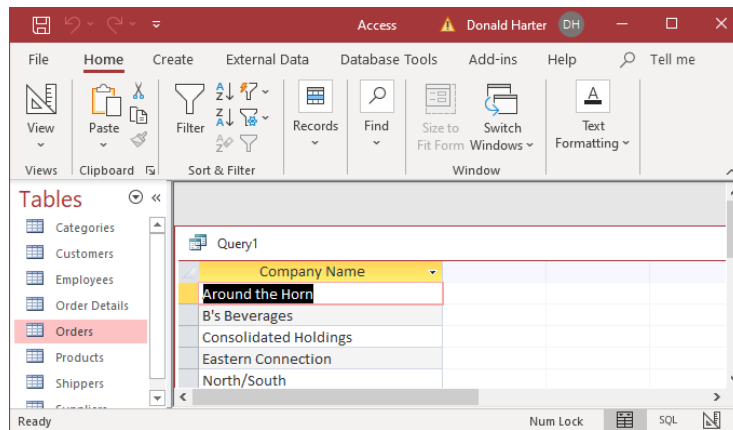 Access Donald Harter DH
File Home Create External Data Database Tools Add-ins Help Tell me
View Paste Filter Records Find Size to Fit Form Switch Windows Text Formatting
Views Clipboard Sort & Filter Window
Tables
Categories
Customers
Employees
Order Details
Orders
Products
Shippers
Suppliers
Query1
Company Name
Around the Horn
B's Beverages
Consolidated Holdings
Eastern Connection
North/South
Ready Num Lock SQL